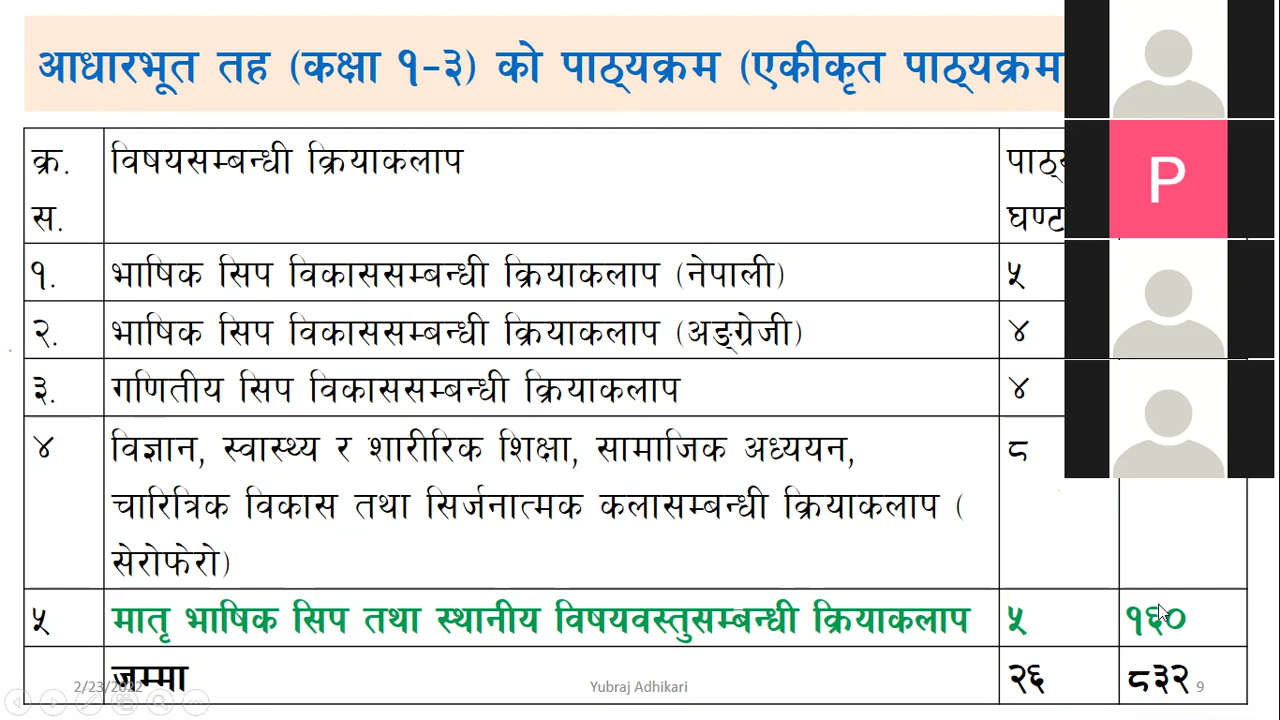 आधारभूत तह (कक्षा १-३) को पाठ्यक्रम (एकीकृत पाठ्यक्रम
क्र.
स.
विषयसम्बन्धी क्रियाकलाप
१.
भाषिक सिप विकाससम्बन्धी क्रियाकलाप (नेपाली)
५
२.
भाषिक सिप विकाससम्बन्धी क्रियाकलाप (अङ्ग्रेजी)
४
३.
गणितीय सिप विकाससम्बन्धी क्रियाकलाप
४
४
विज्ञान, स्वास्थ्य र शारीरिक शिक्षा, सामाजिक अध्ययन,
चारित्रिक विकास तथा सिर्जनात्मक कलासम्बन्धी क्रियाकलाप (
सेरोफेरो)
८
५
मातृ भाषिक सिप तथा स्थानीय विषयवस्तुसम्बन्धी क्रियाकलाप
५
१६०
जम्मा
२६
८३२
2/23/2022
Yubraj Adhikari
9
P